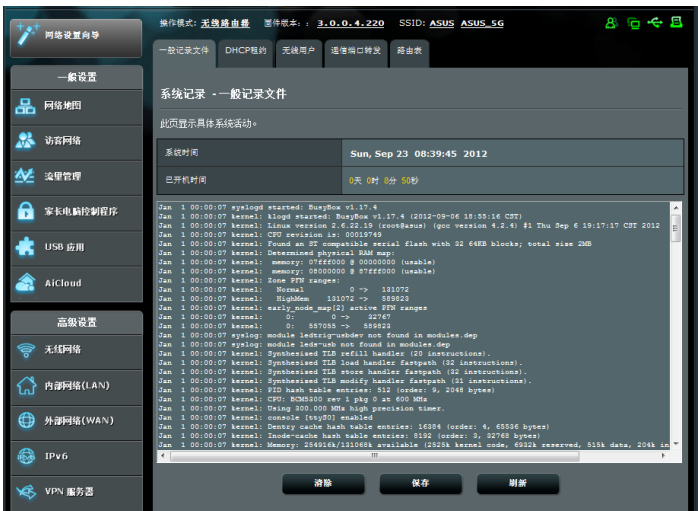 网络设置向导
操作模式: 无线路由器 固件版本: : 3.0.0.4.220 SSID: ASUS ASUS_5G
一般记录文件 DHCP租约 无线用户 通信端口转发 路由表
一般设置
网络地图
访客网络
流量管理
家长电脑控制程序
USB 应用
AiCloud
高级设置
无线网络
内部网络(LAN)
外部网络(WAN)
IPv6
VPN 服务器
系统记录 - 一般记录文件
此页显示具体系统活动。
系统时间 Sun, Sep 23 08:39:45 2012
已开机时间 0天 0时 8分 50秒
Jan 1 00:00:07 syslogd started: BusyBox v1.17.4
Jan 1 00:00:07 kernel: klogd started: BusyBox v1.17.4 (2012-09-06 18:55:16 CST)
Jan 1 00:00:07 kernel: Linux version 2.6.22.19 (root@asus) (gcc version 4.2.4) #1 Thu Sep 6 19:17:17 CST 2012
Jan 1 00:00:07 kernel: CPU revision is: 00019749
Jan 1 00:00:07 kernel: Found an ST compatible serial flash with 32 64KB blocks; total size 2MB
Jan 1 00:00:07 kernel: Determined physical RAM map:
Jan 1 00:00:07 kernel: memory: 07fff000 @ 00000000 (usable)
Jan 1 00:00:07 kernel: memory: 08000000 @ 87fff000 (usable)
Jan 1 00:00:07 kernel: Zone PFN ranges:
Jan 1 00:00:07 kernel: Normal 0 -> 131072
Jan 1 00:00:07 kernel: HighMem 131072 -> 589823
Jan 1 00:00:07 kernel: early_node_map[2] active PFN ranges
Jan 1 00:00:07 kernel: 0: 0 -> 32767
Jan 1 00:00:07 kernel: 0: 557055 -> 589823
Jan 1 00:00:07 syslog: module ledtrig-usbdev not found in modules.dep
Jan 1 00:00:07 syslog: module leds-usb not found in modules.dep
Jan 1 00:00:07 kernel: Synthesized TLB refill handler (20 instructions).
Jan 1 00:00:07 kernel: Synthesized TLB load handler fastpath (32 instructions).
Jan 1 00:00:07 kernel: Synthesized TLB store handler fastpath (32 instructions).
Jan 1 00:00:07 kernel: Synthesized TLB modify handler fastpath (31 instructions).
Jan 1 00:00:07 kernel: PID hash table entries: 512 (order: 9, 2048 bytes)
Jan 1 00:00:07 kernel: CPU: BCM5300 rev 1 pkg 0 at 600 MHz
Jan 1 00:00:07 kernel: Using 300.000 MHz high precision timer.
Jan 1 00:00:07 kernel: console [ttyS0] enabled
Jan 1 00:00:07 kernel: Dentry cache hash table entries: 16384 (order: 4, 65536 bytes)
Jan 1 00:00:07 kernel: Inode-cache hash table entries: 8192 (order: 3, 32768 bytes)
Jan 1 00:00:07 kernel: Memory: 254916k/131068k available (2525k kernel code, 6932k reserved, 515k data, 204k in
清除 保存 刷新